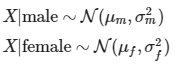 X|male ∼ 𝒩(μ_m, σ_m^2)
X|female ∼ 𝒩(μ_f, σ_f^2)